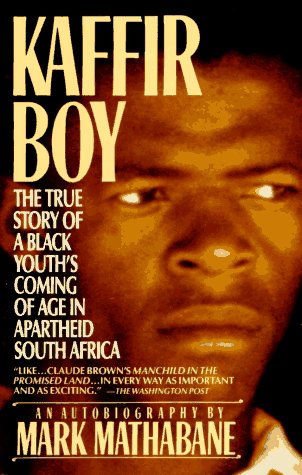 KAFFIR
BOY
THE TRUE
STORY OF
A BLACK
YOUTH'S
COMING
OF AGE IN
APARTHEID
SOUTH AFRICA
"LIKE...CLAUDE BROWN'S MANCHILD IN THE
PROMISED LAND...IN EVERY WAY AS IMPORTANT
AND AS EXCITING." —THE WASHINGTON POST
AN AUTOBIOGRAPHY BY
MARK MATHABANE